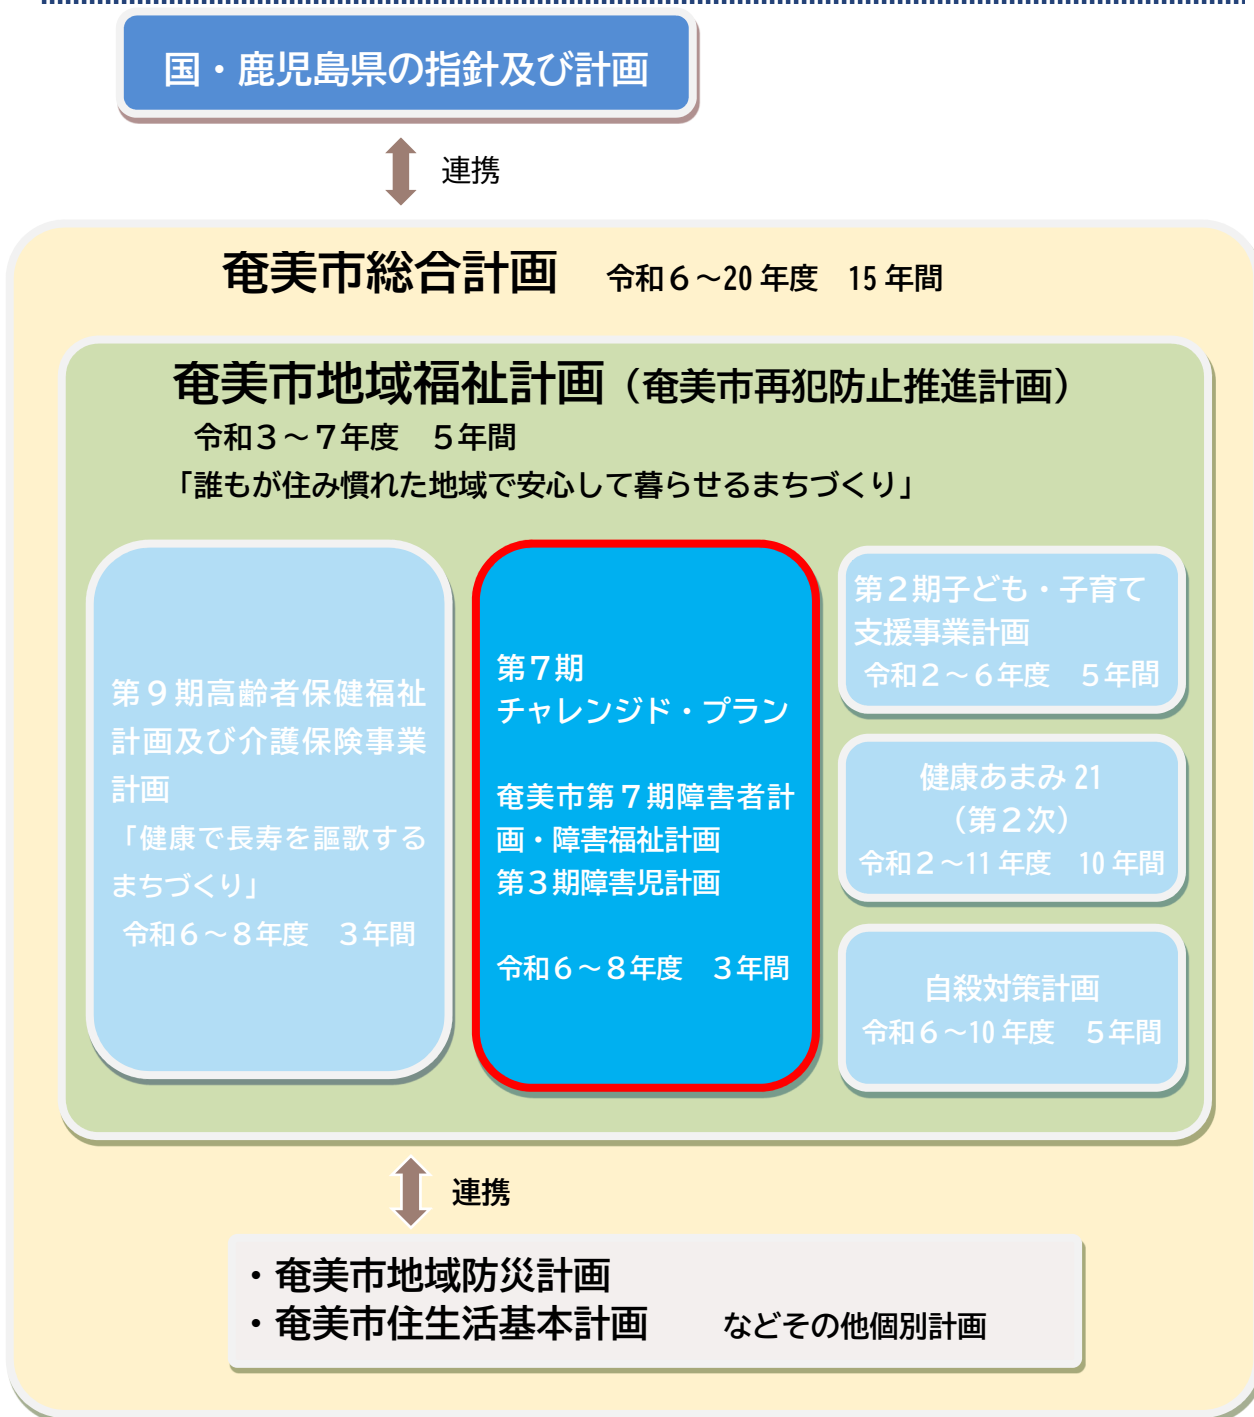 国・鹿児島県の指針及び計画
連携
奄美市総合計画 令和６～20年度 15年間
奄美市地域福祉計画（奄美市再犯防止推進計画）
令和３～７年度 ５年間
「誰もが住み慣れた地域で安心して暮らせるまちづくり」
第９期高齢者保健福祉
計画及び介護保険事業
計画
「健康で長寿を謳歌する
まちづくり」
令和６～８年度 ３年間
第７期
チャレンジド・プラン
奄美市第７期障害者計
画・障害福祉計画
第３期障害児計画
令和６～８年度 ３年間
第２期子ども・子育て
支援事業計画
令和２～６年度 ５年間
健康あまみ21
（第２次）
令和２～11年度 10年間
自殺対策計画
令和６～10年度 ５年間
連携
・奄美市地域防災計画
・奄美市住生活基本計画 などその他個別計画